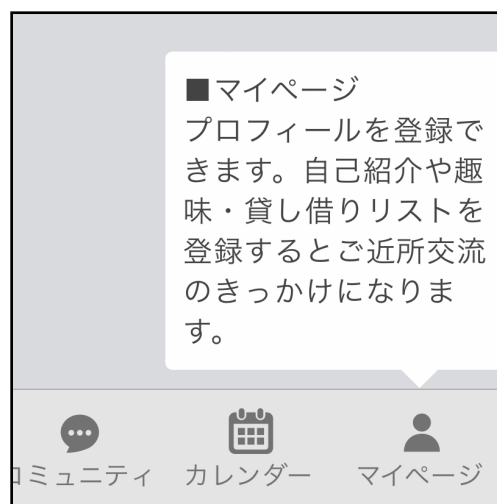 ■マイページ
プロフィールを登録で
きます。自己紹介や趣
味・貸し借りリストを
登録するとご近所交流
のきっかけになりま
す。
コミュニティ カレンダー マイページ